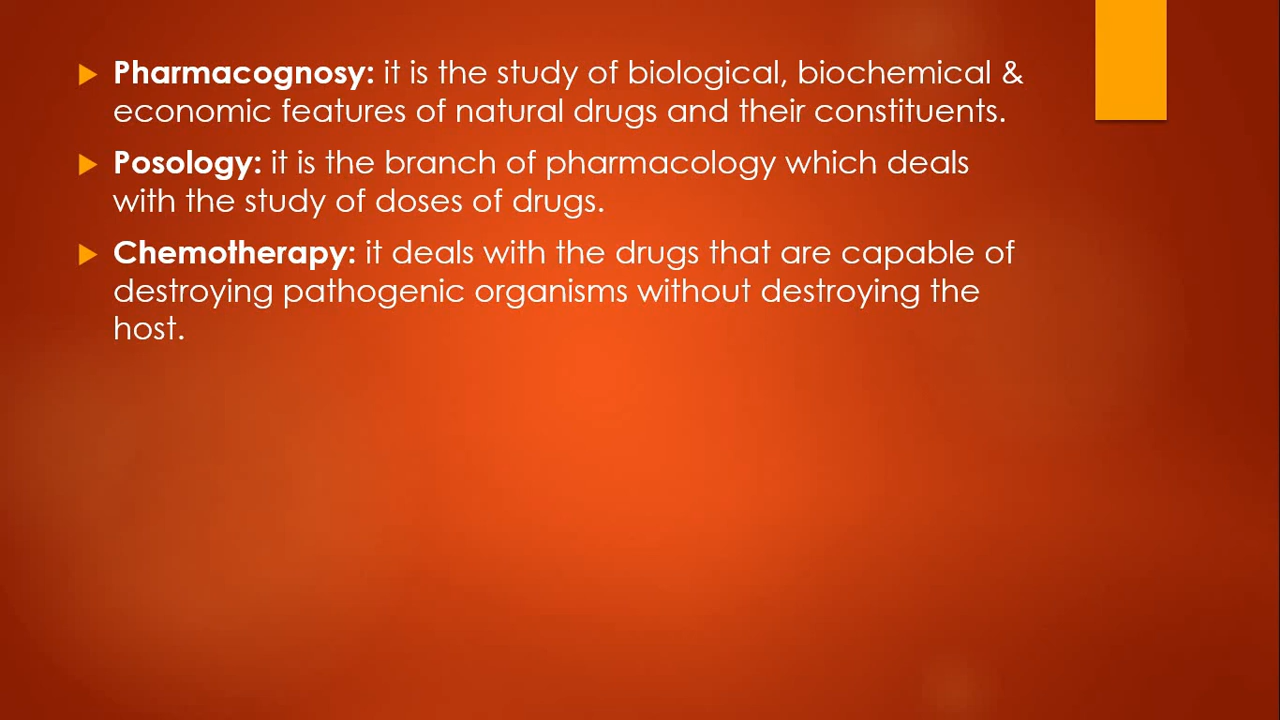 Pharmacognosy: it is the study of biological, biochemical &
economic features of natural drugs and their constituents.
Posology: it is the branch of pharmacology which deals
with the study of doses of drugs.
Chemotherapy: it deals with the drugs that are capable of
destroying pathogenic organisms without destroying the
host.